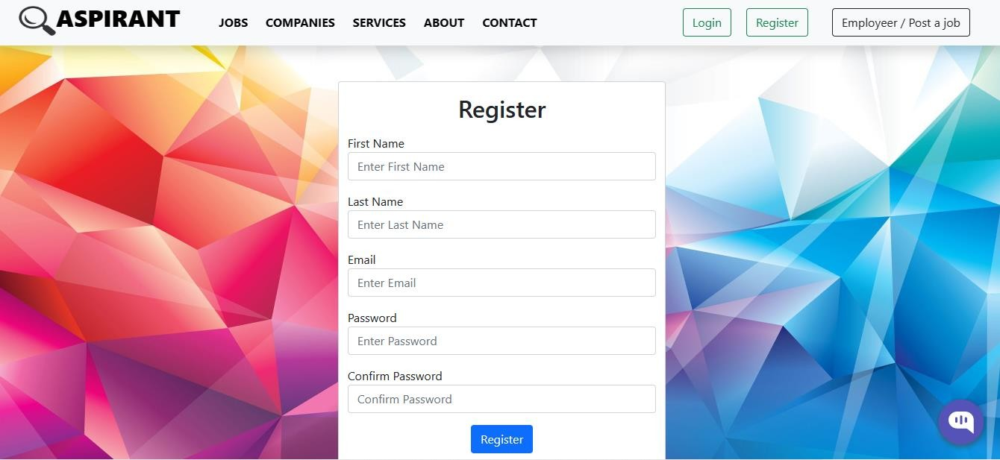 ASPIRANT JOBS COMPANIES SERVICES ABOUT CONTACT Login Register Employeer / Post a job
Register
First Name
Enter First Name
Last Name
Enter Last Name
Email
Enter Email
Password
Enter Password
Confirm Password
Confirm Password
Register